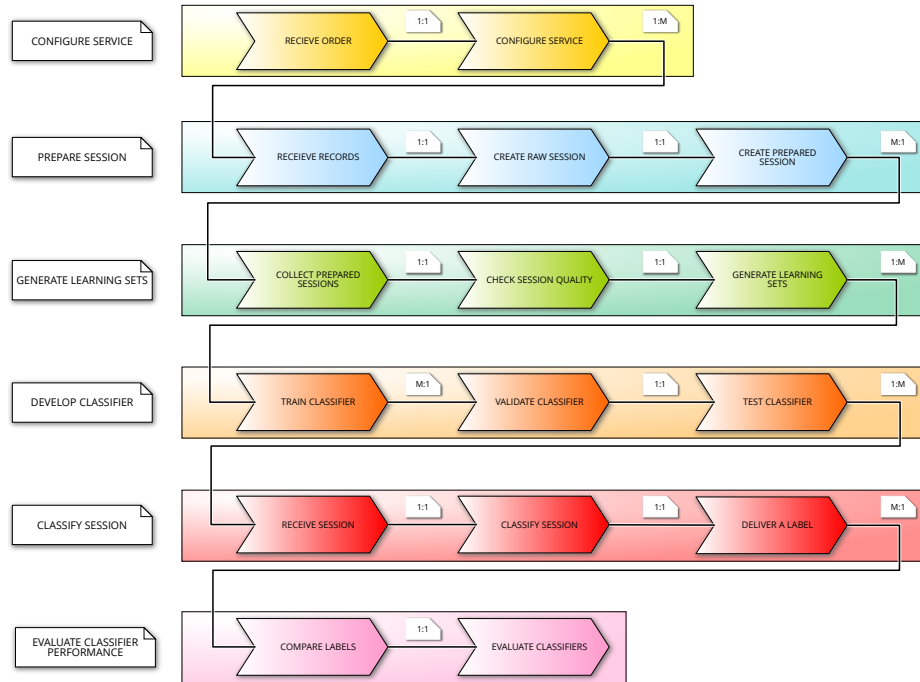 CONFIGURE SERVICE
RECIEVE ORDER
1:1
CONFIGURE SERVICE
1:M
PREPARE SESSION
RECEIEVE RECORDS
1:1
CREATE RAW SESSION
1:1
CREATE PREPARED
SESSION
M:1
GENERATE LEARNING SETS
COLLECT PREPARED
SESSIONS
1:1
CHECK SESSION QUALITY
1:1
GENERATE LEARNING
SETS
1:M
DEVELOP CLASSIFIER
TRAIN CLASSIFIER
M:1
VALIDATE CLASSIFIER
1:1
TEST CLASSIFIER
1:M
CLASSIFY SESSION
RECEIVE SESSION
1:1
CLASSIFY SESSION
1:1
DELIVER A LABEL
M:1
EVALUATE CLASSIFIER
PERFORMANCE
COMPARE LABELS
1:1
EVALUATE CLASSIFIERS